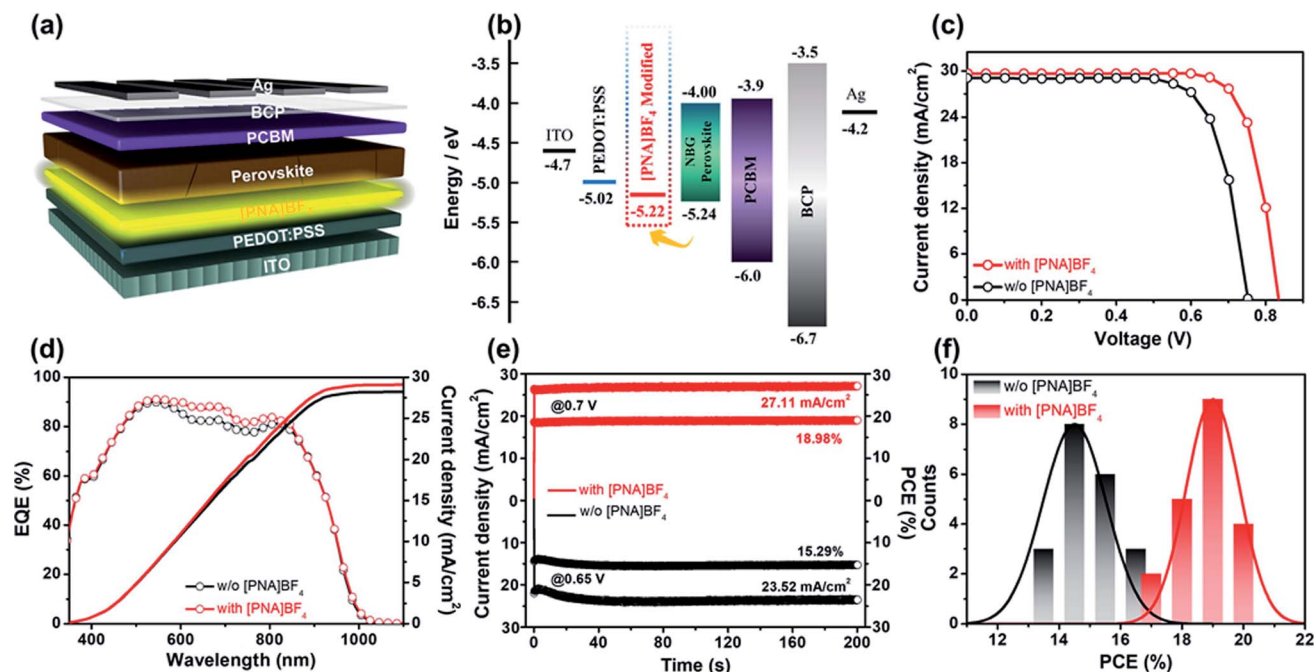 (a)
Ag
BCP
PCBM
Perovskite
[PNA]BF₄
PEDOT:PSS
ITO
(b)
Energy / eV
-3.5
-4.0
-4.5
-5.0
-5.5
-6.0
-6.5
ITO
-4.7
PEDOT:PSS
-5.02
[PNA]BF₄ Modified
-5.22
-4.00
NBG
Perovskite
-5.24
-3.9
PCBM
-6.0
-3.5
BCP
-6.7
Ag
-4.2
(c)
Current density (mA/cm²)
30
24
18
12
6
0
with [PNA]BF₄
w/o [PNA]BF₄
0.0 0.2 0.4 0.6 0.8
Voltage (V)
(d)
EQE (%)
100
80
60
40
20
0
w/o [PNA]BF₄
with [PNA]BF₄
30
25
20
15
10
5
0
Current density (mA/cm²)
400 600 800 1000
Wavelength (nm)
(e)
Current density (mA/cm²)
30
20
10
0
10
20
30
@0.7 V
27.11 mA/cm²
18.98%
with [PNA]BF₄
w/o [PNA]BF₄
15.29%
@0.65 V
23.52 mA/cm²
30
20
10
0
10
20
30
PCE (%)
0 40 80 120 160 200
Time (s)
(f)
Counts
10
8
6
4
2
0
w/o [PNA]BF₄
with [PNA]BF₄
12 14 16 18 20 22
PCE (%)